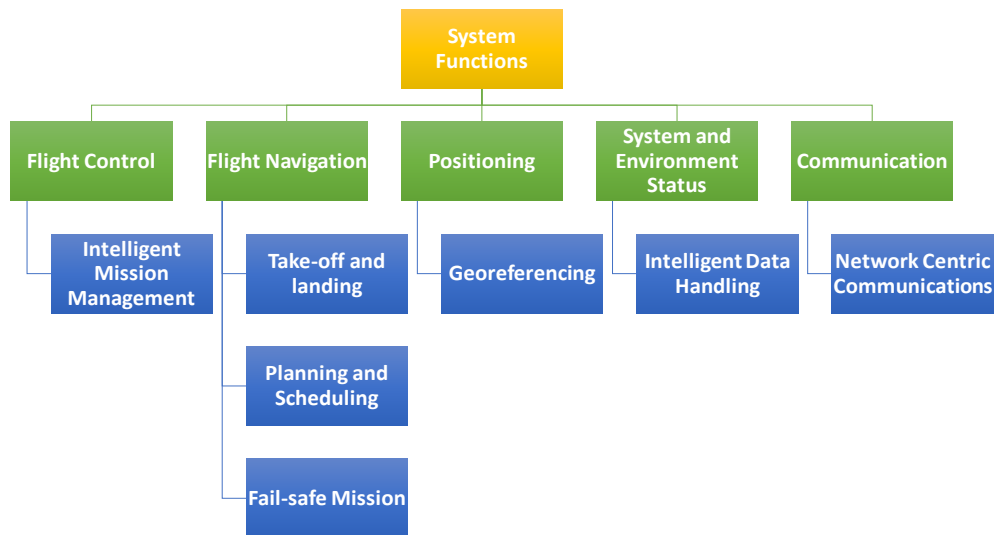 System
Functions
Flight Control
Flight Navigation
Positioning
System and
Environment
Status
Communication
Intelligent
Mission
Management
Take-off and
landing
Georeferencing
Intelligent Data
Handling
Network Centric
Communications
Planning and
Scheduling
Fail-safe Mission